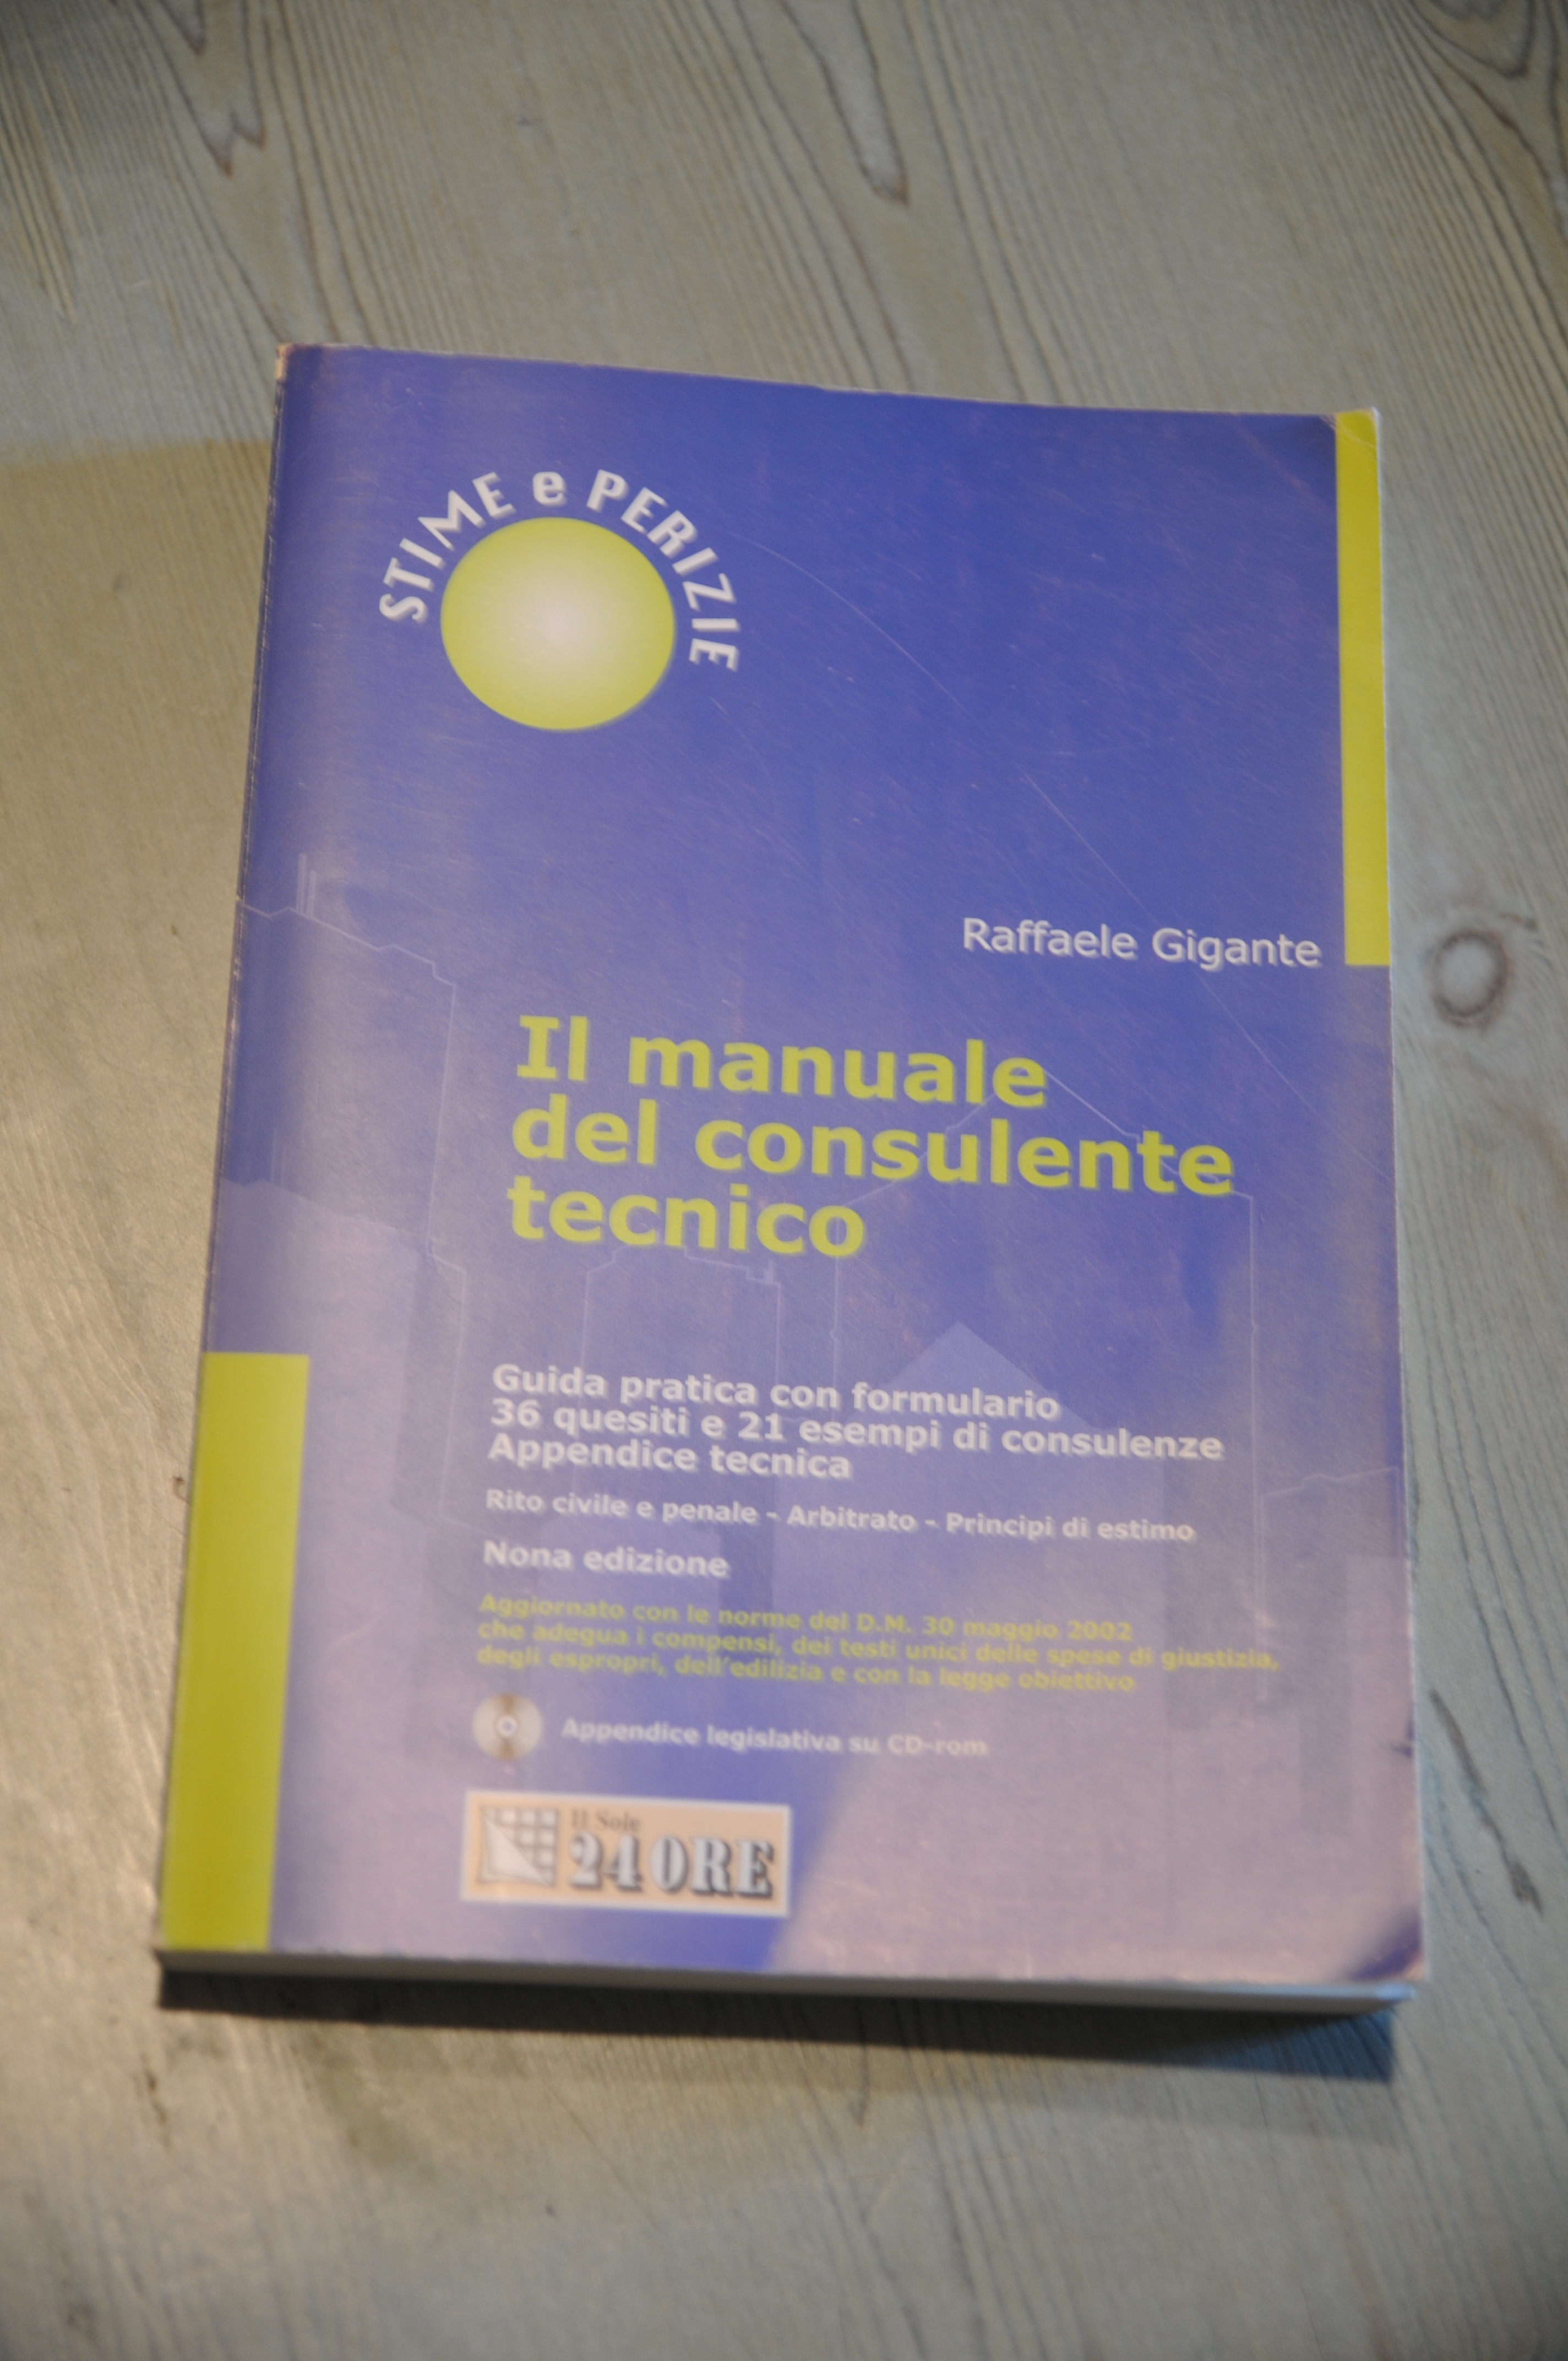 STIME e PERIZIE
Raffaele Gigante
Il manuale
del consulente
tecnico
Guida pratica con formulario
36 quesiti e 21 esempi di consulenze
Appendice tecnica
Rito civile e penale - Arbitrato - Principi di estimo
Nona edizione
Aggiornato con le norme del D.M. 30 maggio 2002
che adegua i compensi, dei testi unici delle spese di giustizia,
degli espropri, dell'edilizia e con la legge obiettivo
Appendice legislativa su CD-rom
Il Sole
24 ORE